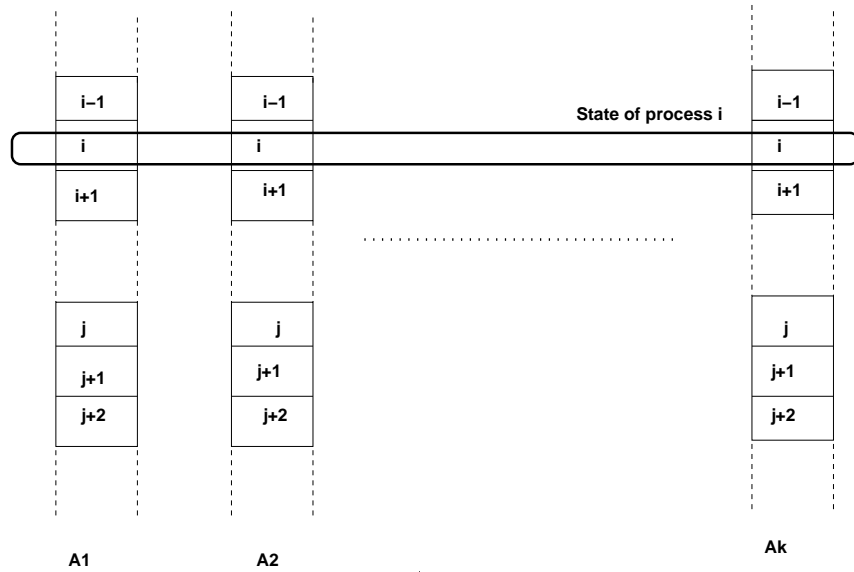 i−1 i−1 i−1
State of process i
i i i
i+1 i+1 i+1
j j j
j+1 j+1 j+1
j+2 j+2 j+2
A1 A2 Ak